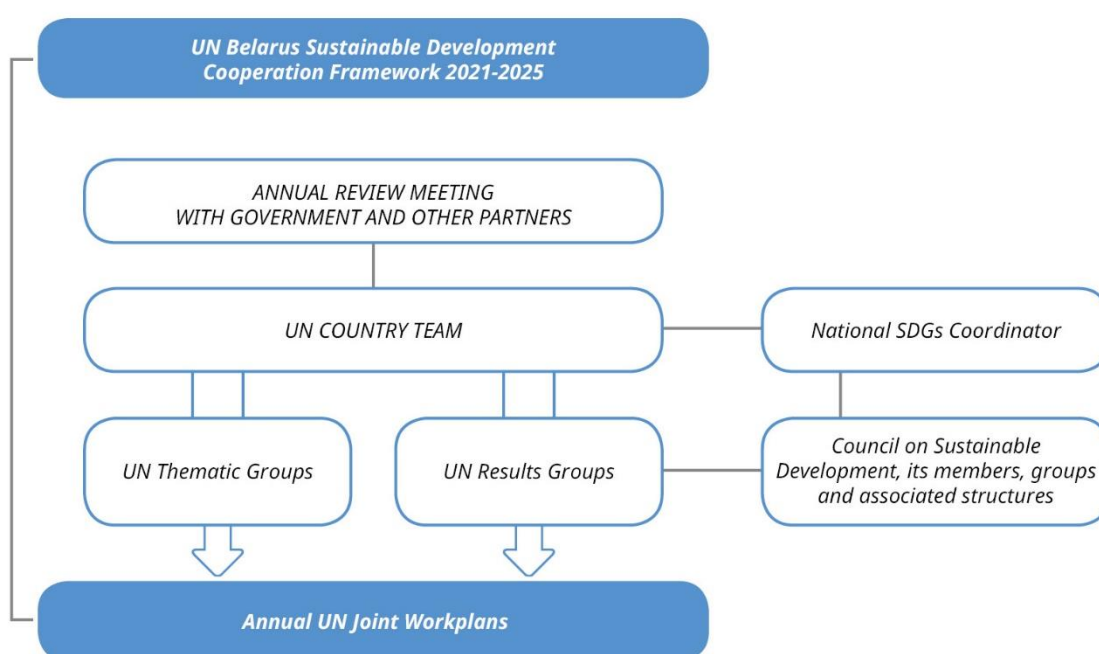 UN Belarus Sustainable Development
Cooperation Framework 2021-2025
ANNUAL REVIEW MEETING
WITH GOVERNMENT AND OTHER PARTNERS
UN COUNTRY TEAM
National SDGs Coordinator
UN Thematic Groups
UN Results Groups
Council on Sustainable
Development, its members, groups
and associated structures
Annual UN Joint Workplans